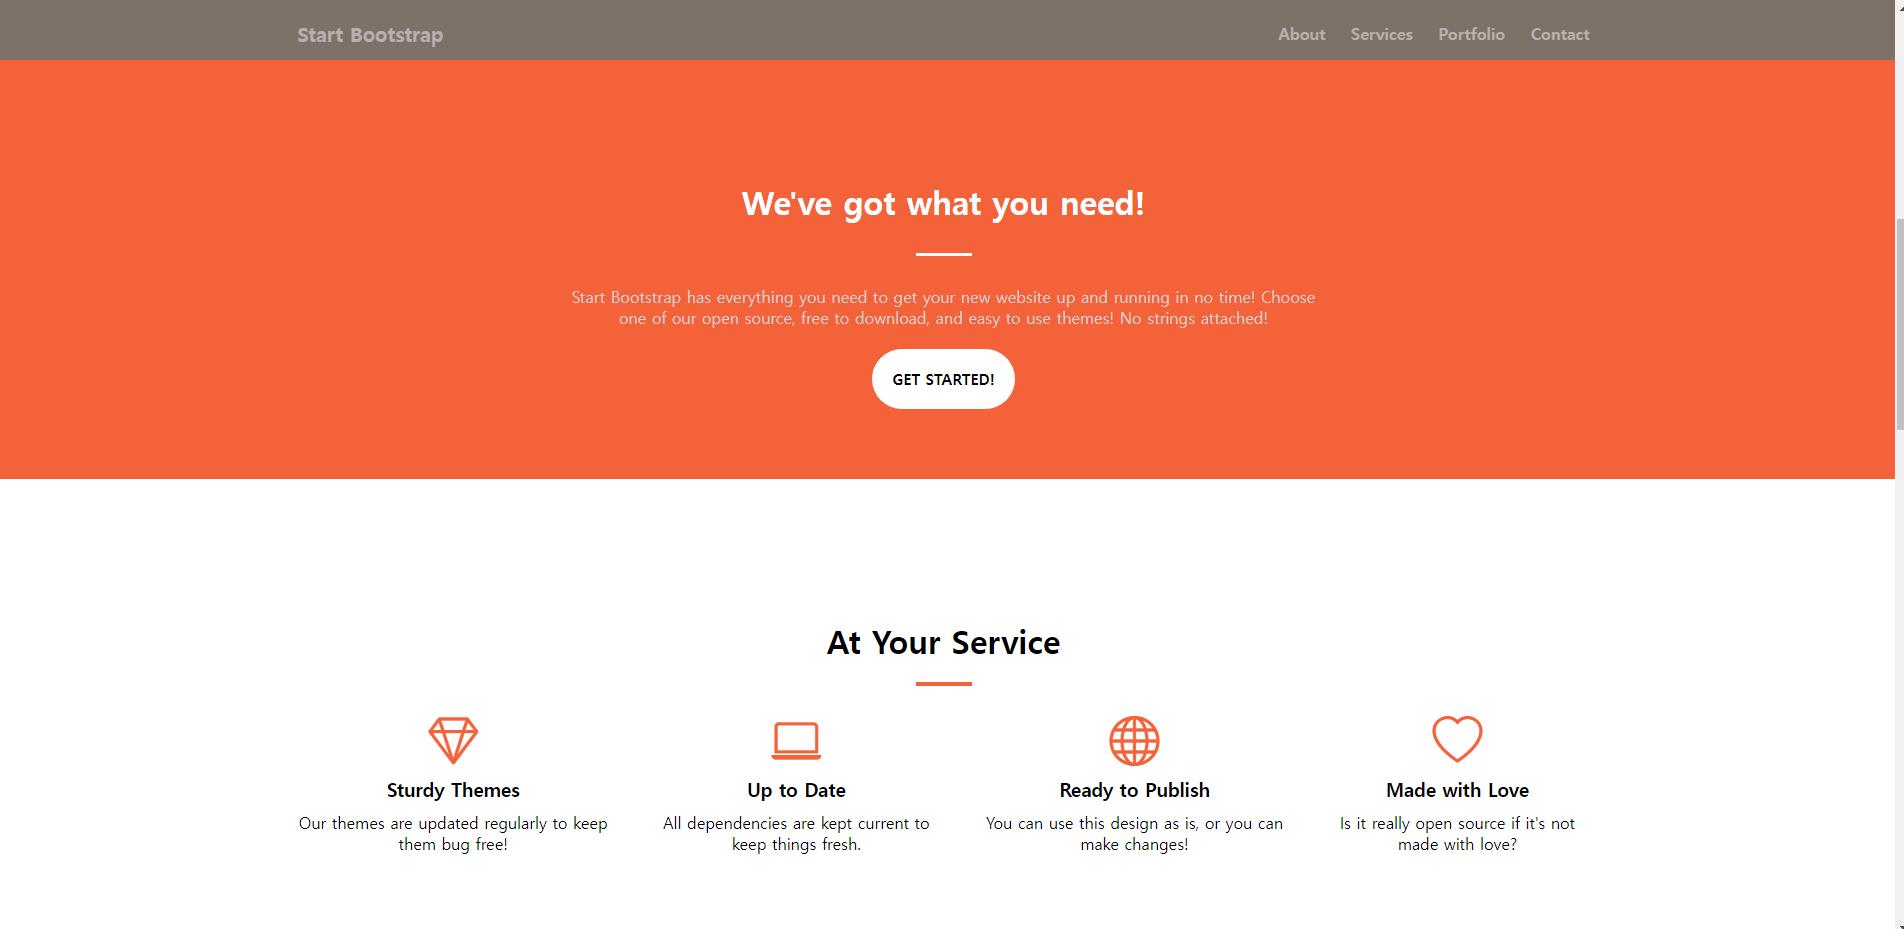 Start Bootstrap
About Services Portfolio Contact
We've got what you need!
Start Bootstrap has everything you need to get your new website up and running in no time! Choose
one of our open source, free to download, and easy to use themes! No strings attached!
GET STARTED!
At Your Service
Sturdy Themes
Our themes are updated regularly to keep
them bug free!
Up to Date
All dependencies are kept current to
keep things fresh.
Ready to Publish
You can use this design as is, or you can
make changes!
Made with Love
Is it really open source if it's not
made with love?